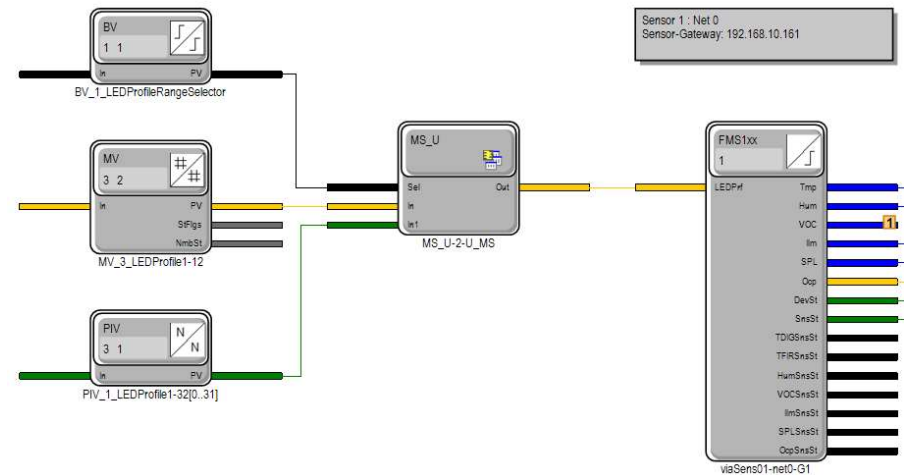 BV
1 1
In PV
BV_1_LEDProfileRangeSelector
MV
3 2
In PV
StFlgs
NmbSt
MV_3_LEDProfile1-12
PIV
3 1
N
N
In PV
PIV_1_LEDProfile1-32[0..31]
MS_U
Sel Out
In
In1
MS_U-2-U_MS
Sensor 1 : Net 0
Sensor-Gateway: 192.168.10.161
FMS1xx
1
LEDPrf Tmp
Hum
VOC 1
Ilm
SPL
Ocp
DevSt
SnsSt
TDIGSnsSt
TFIRSnsSt
HumSnsSt
VOCSnsSt
IlmSnsSt
SPLSnsSt
OcpSnsSt
viaSens01-net0-G1